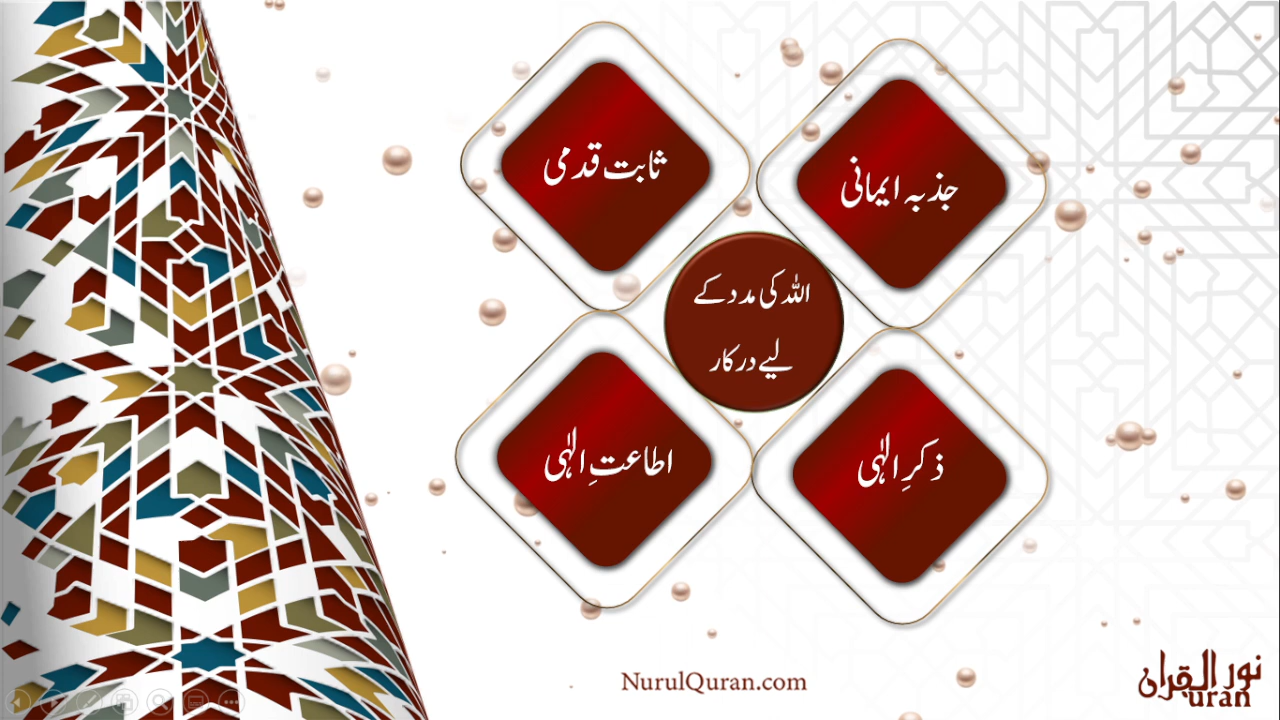 جذبہ ایمانی
ثابت قدمی
اللہ کی مدد کے
لیے درکار
ذکرِ الٰہی
اطاعتِ الٰہی
NurulQuran.com
نور القرآن
uran